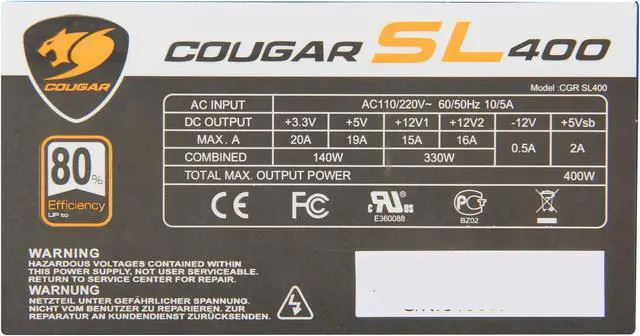 COUGAR
COUGAR SL400
Model :CGR SL400
AC INPUT AC110/220V~ 60/50Hz 10/5A
DC OUTPUT +3.3V +5V +12V1 +12V2 -12V +5Vsb
MAX. A 20A 19A 15A 16A 0.5A 2A
COMBINED 140W 330W
TOTAL MAX. OUTPUT POWER 400W
80%
Efficiency
UP to
CE FC c RU us PG
E360088 BZ02
WARNING
HAZARDOUS VOLTAGES CONTAINED WITHIN
THIS POWER SUPPLY, NOT USER SERVICEABLE.
RETURN TO SERVICE CENTER FOR REPAIR.
WARNUNG
NETZTEIL UNTER GEFÄHRLICHER SPANNUNG.
NICHT VOM BENUTZER ZU REPARIEREN. ZUR
REPARATUR AN KUNDENDIENST ZURÜCKSENDEN.